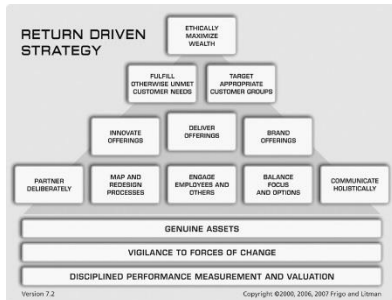 RETURN DRIVEN
STRATEGY
ETHICALLY
MAXIMIZE
WEALTH
FULFILL
OTHERWISE UNMET
CUSTOMER NEEDS
TARGET
APPROPRIATE
CUSTOMER GROUPS
INNOVATE
OFFERINGS
DELIVER
OFFERINGS
BRAND
OFFERINGS
PARTNER
DELIBERATELY
MAP AND
REDESIGN
PROCESSES
ENGAGE
EMPLOYEES AND
OTHERS
BALANCE
FOCUS
AND OPTIONS
COMMUNICATE
HOLISTICALLY
GENUINE ASSETS
VIGILANCE TO FORCES OF CHANGE
DISCIPLINED PERFORMANCE MEASUREMENT AND VALUATION
Version 7.2
Copyright ©2000, 2006, 2007 Frigo and Litman